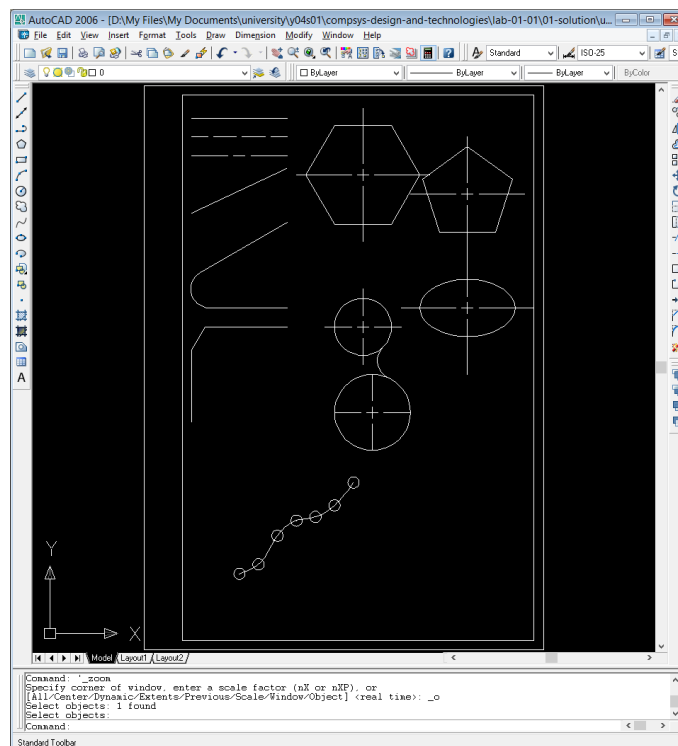 AutoCAD 2006 - [D:\My Files\My Documents\university\y04s01\compsys-design-and-technologies\lab-01-01\01-solution\u...
File Edit View Insert Format Tools Draw Dimension Modify Window Help
Standard ISO-25 S
0 ByLayer ByLayer ByLayer ByColor
A
Y
X
Model Layout1 Layout2
Command: '_zoom
Specify corner of window, enter a scale factor (nX or nXP), or
[All/Center/Dynamic/Extents/Previous/Scale/Window/Object] <real time>: _o
Select objects: 1 found
Select objects:
Command:
Standard Toolbar